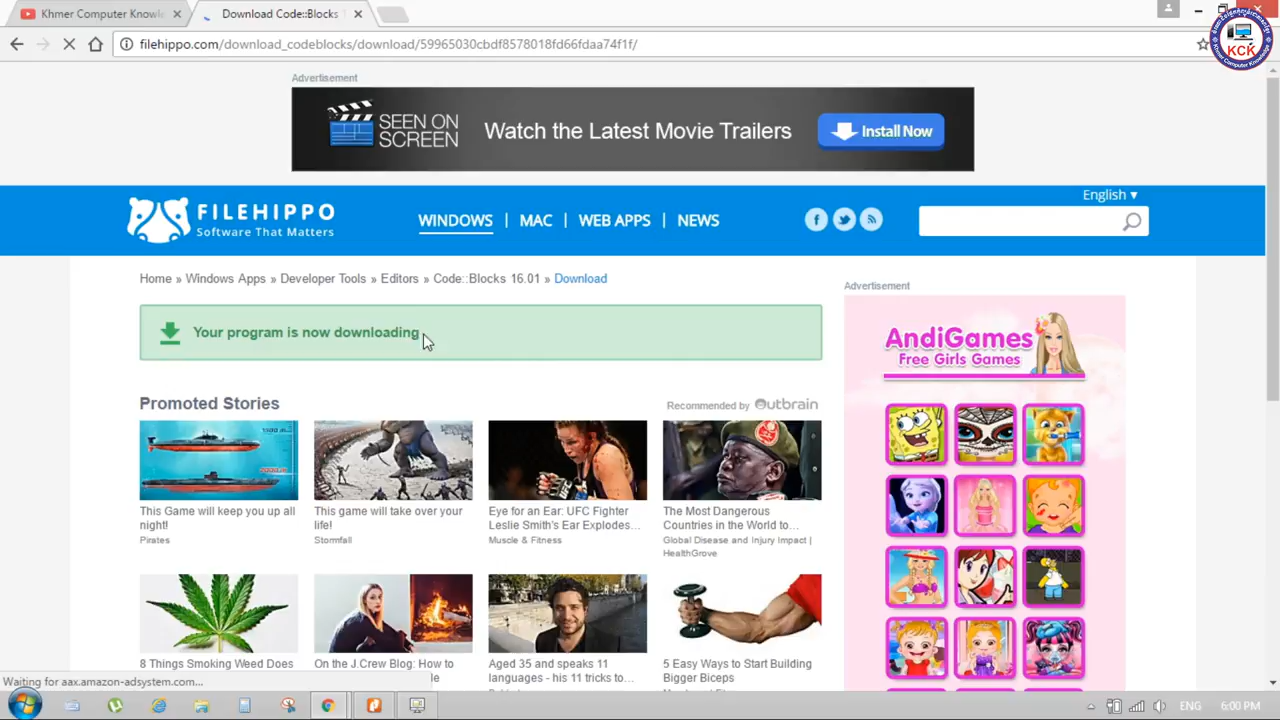 Khmer Computer Knowle
Download Code::Blocks
filehippo.com/download_codeblocks/download/59965030cbdf8578018fd66fdaa74f1f/
KCK
Khmer Computer Knowledge
Advertisement
SEEN ON
SCREEN
Watch the Latest Movie Trailers
Install Now
English ▾
FILEHIPPO
Software That Matters
WINDOWS | MAC | WEB APPS | NEWS
Home » Windows Apps » Developer Tools » Editors » Code::Blocks 16.01 » Download
Advertisement
Your program is now downloading
AndiGames
Free Girls Games
Promoted Stories
Recommended by Outbrain
This Game will keep you up all
night!
Pirates
This game will take over your
life!
Stormfall
Eye for an Ear: UFC Fighter
Leslie Smith's Ear Explodes...
Muscle & Fitness
The Most Dangerous
Countries in the World to...
Global Disease and Injury Impact |
HealthGrove
8 Things Smoking Weed Does
On the J.Crew Blog: How to
Aged 35 and speaks 11
languages - his 11 tricks to...
5 Easy Ways to Start Building
Bigger Biceps
Waiting for aax.amazon-adsystem.com...
ENG
6:00 PM